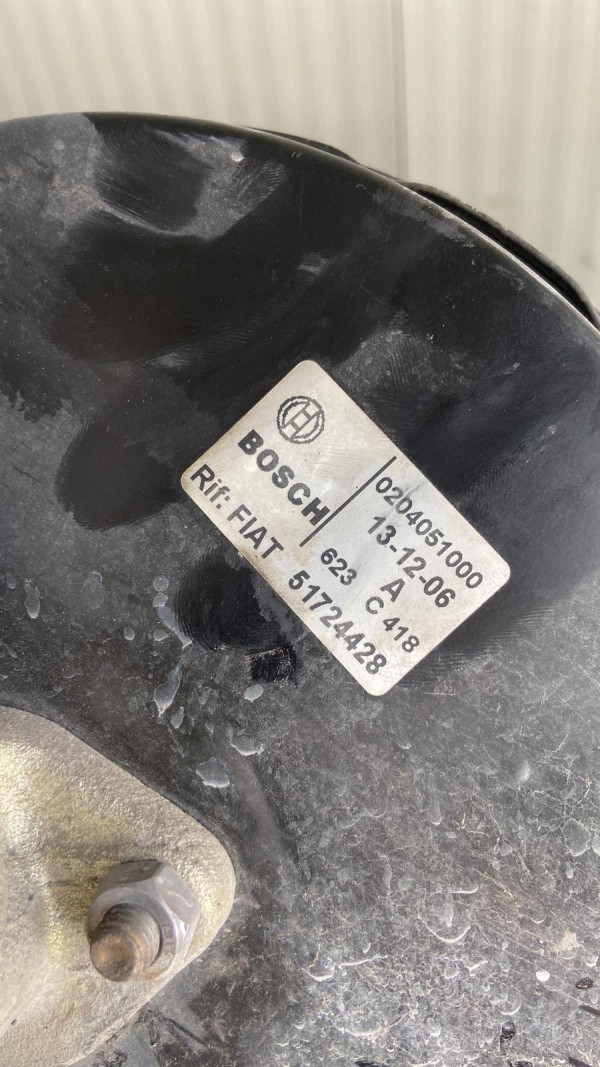 BOSCH
0204051000
13-12-06
A
623 C 418
Rif: FIAT 51724428